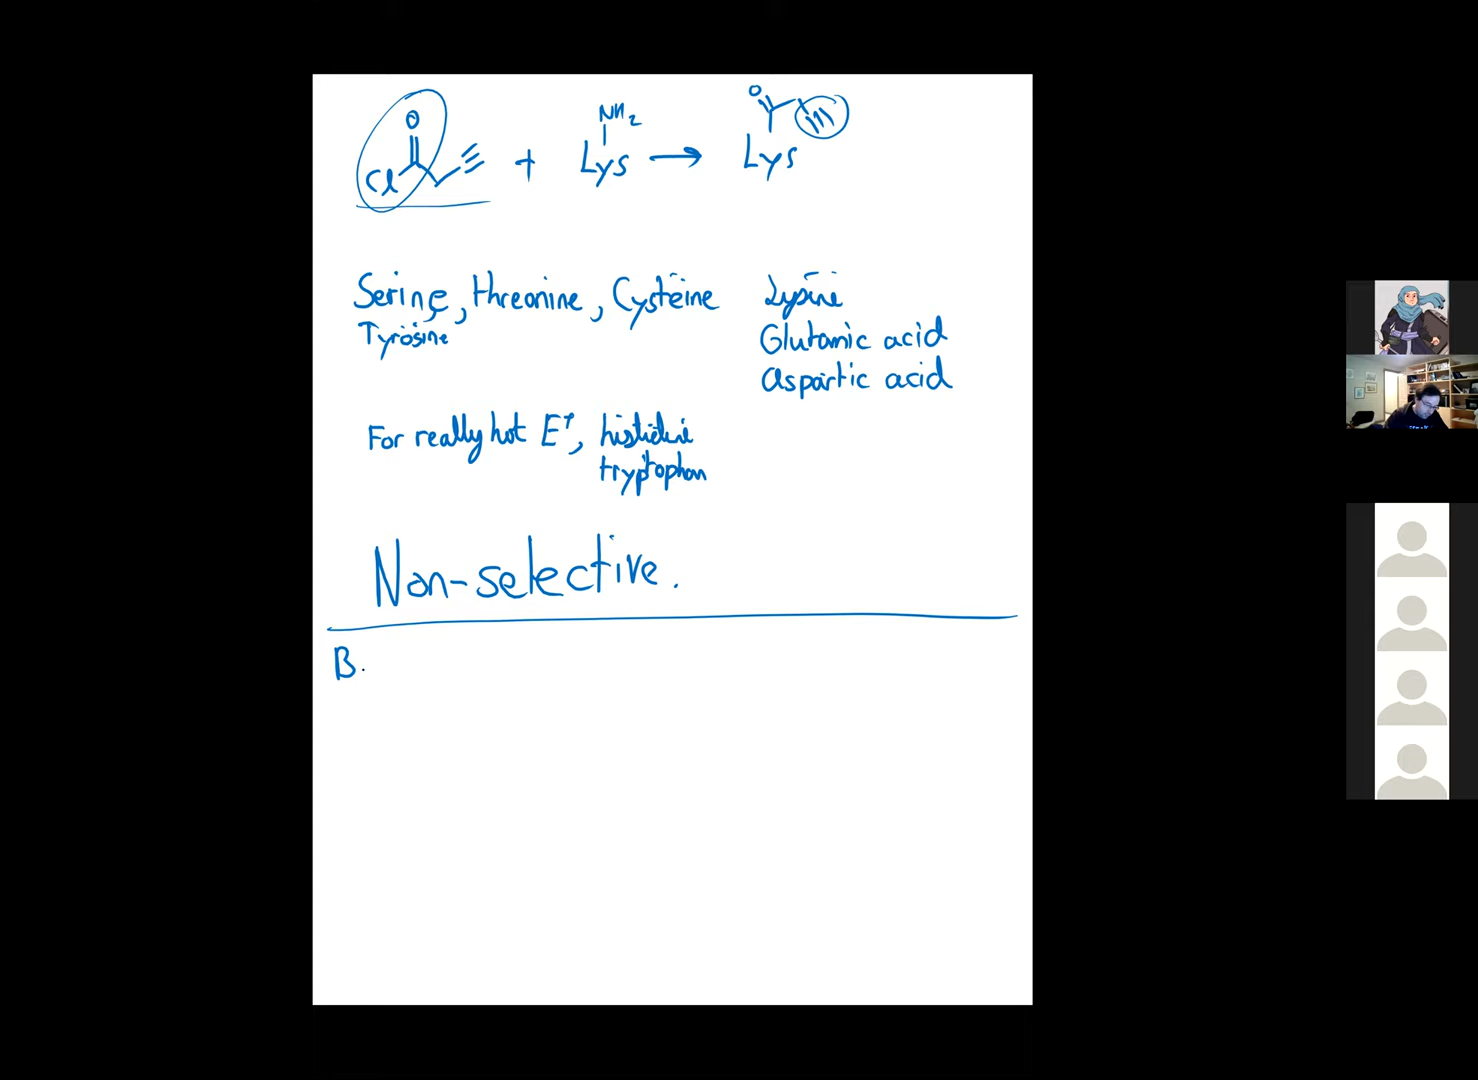 O
Cl
+
NH2
Lys
→
O
Lys
Serine, threonine, Cysteine
Tyrosine
Lysine
Glutamic acid
aspartic acid
For really hot E+, histidine
tryptophan
Non-selective.
B.